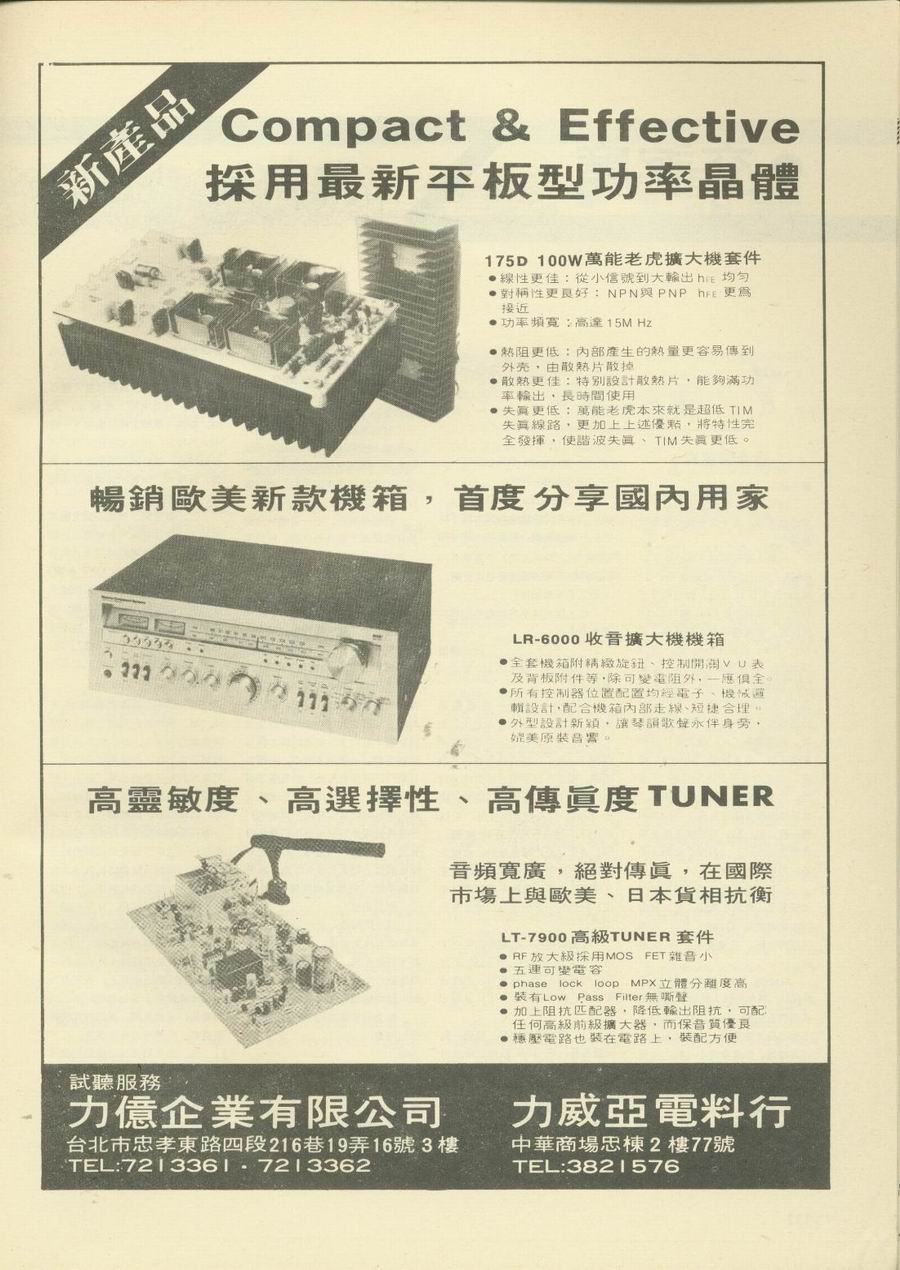 新產品
Compact & Effective
採用最新平板型功率晶體
175D 100W萬能老虎擴大機套件
●線性更佳：從小信號到大輸出hFE 均勻
●對稱性更良好：NPN與PNP hFE 更為
接近
●功率頻寬：高達15M Hz
●熱阻更低：內部產生的熱量更容易傳到
外壳，由散熱片散掉
●散熱更佳：特別設計散熱片，能夠滿功
率輸出，長時間使用
●失眞更低：萬能老虎本來就是超低 TIM
失眞線路，更加上上述優點，將特性完
全發揮，使諧波失眞、TIM失眞更低。
暢銷歐美新款機箱，首度分享國內用家
LR-6000 收音擴大機機箱
●全套機箱附精緻旋鈕、控制開溷ＶＵ表
及背板附件等，除可變電阻外，一應俱全。
●所有控制器位置配置均經電子、機械邏
輯設計，配合機箱內部走線、短捷合理。
●外型設計新穎，讓琴韻歌聲永伴身旁，
媲美原裝音響。
高靈敏度、高選擇性、高傳眞度TUNER
音頻寬廣，絕對傳眞，在國際
市場上與歐美、日本貨相抗衡
LT-7900高級TUNER 套件
●RF放大級採用MOS FET雜音小
●五連可變電容
●phase lock loop MPX立體分離度高
●裝有Low Pass Filter無嘶聲
●加上阻抗匹配器，降低輸出阻抗，可配
任何高級前級擴大器，而保音質優良
●穩壓電路也裝在電路上，裝配方便
試聽服務
力億企業有限公司
台北市忠孝東路四段216巷19弄16號3樓
TEL:7213361・7213362
力威亞電料行
中華商場忠棟2樓77號
TEL:3821576